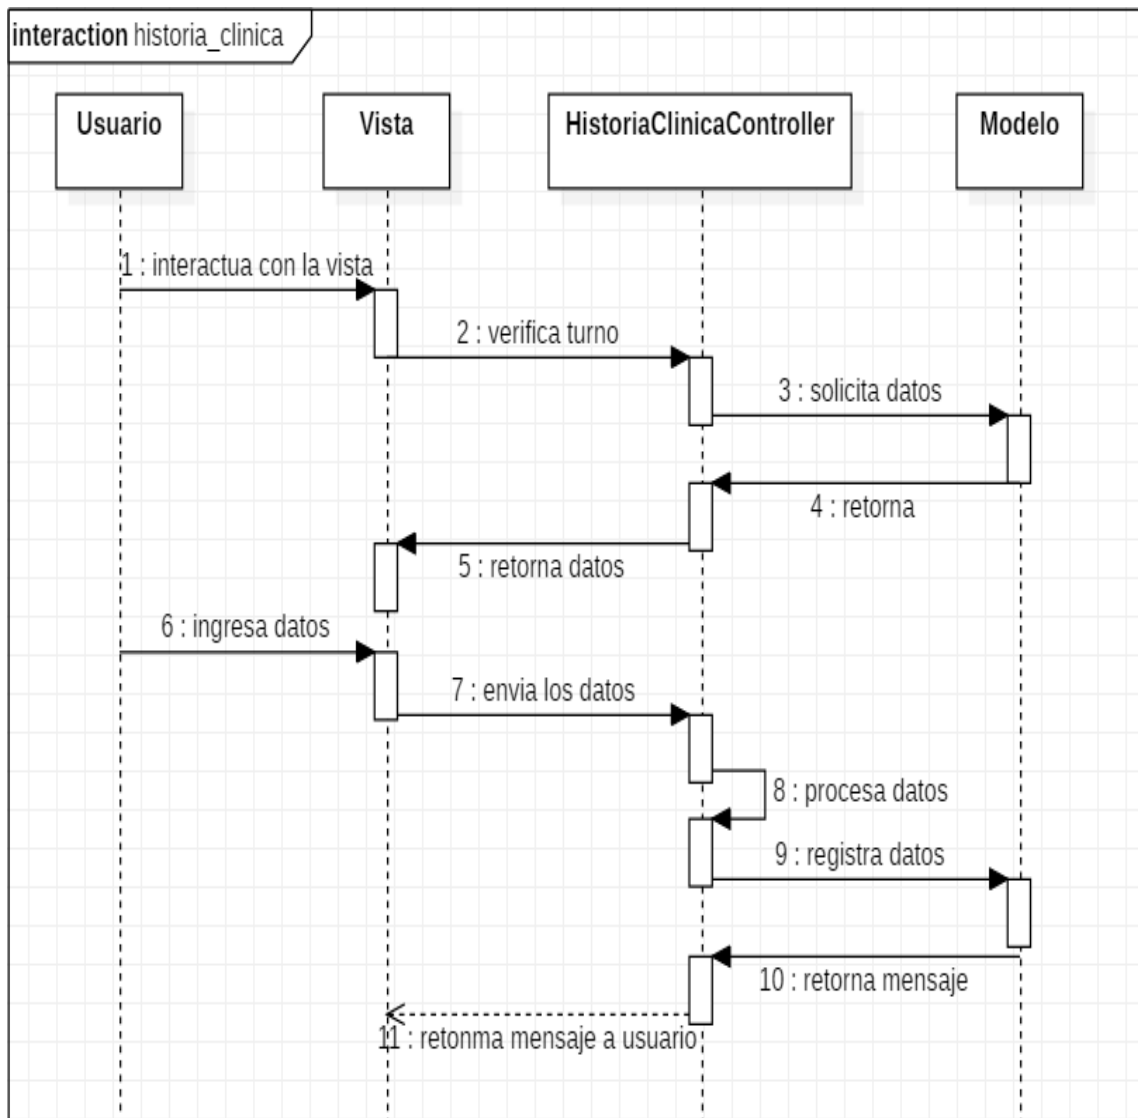 interaction historia_clinica
Usuario
Vista
HistoriaClinicaController
Modelo
1 : interactua con la vista
2 : verifica turno
3 : solicita datos
4 : retorna
5 : retorna datos
6 : ingresa datos
7 : envia los datos
8 : procesa datos
9 : registra datos
10 : retorna mensaje
11 : retonma mensaje a usuario